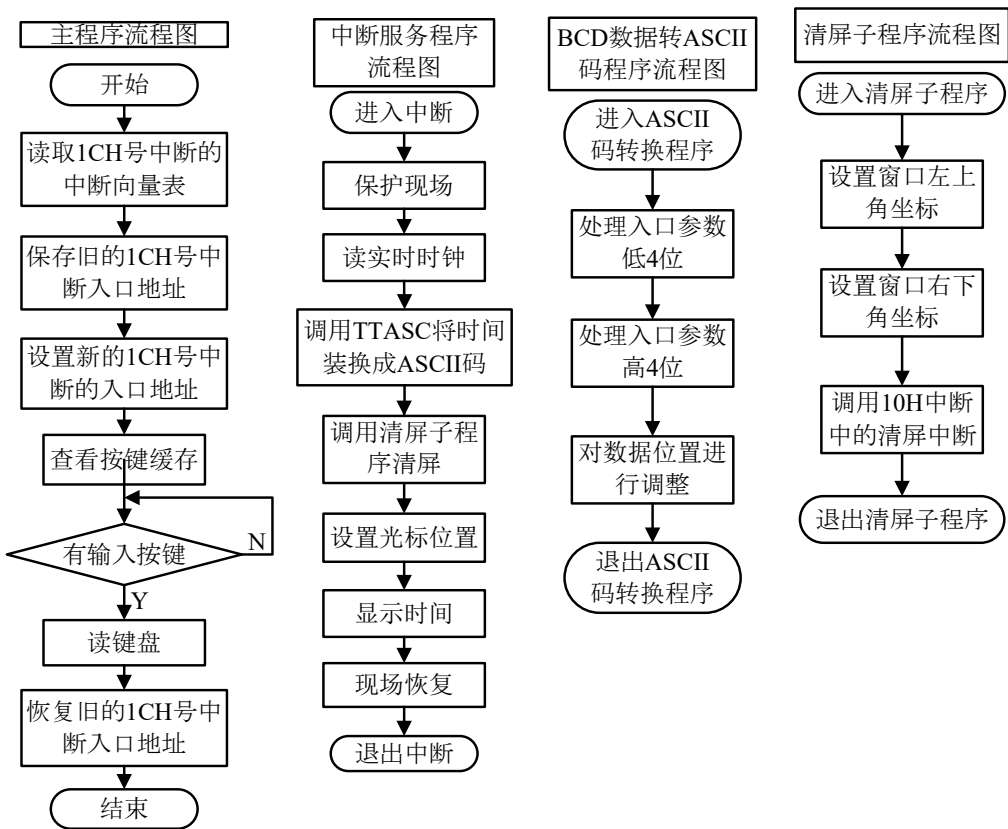 主程序流程图
开始
读取1CH号中断的
中断向量表
保存旧的1CH号中
断入口地址
设置新的1CH号中
断的入口地址
查看按键缓存
有输入按键
N
Y
读键盘
恢复旧的1CH号中
断入口地址
结束
中断服务程序
流程图
进入中断
保护现场
读实时时钟
调用TTASC将时间
装换成ASCII码
调用清屏子程
序清屏
设置光标位置
显示时间
现场恢复
退出中断
BCD数据转ASCII
码程序流程图
进入ASCII
码转换程序
处理入口参数
低4位
处理入口参数
高4位
对数据位置进
行调整
退出ASCII
码转换程序
清屏子程序流程图
进入清屏子程序
设置窗口左上
角坐标
设置窗口右下
角坐标
调用10H中断
中的清屏中断
退出清屏子程序